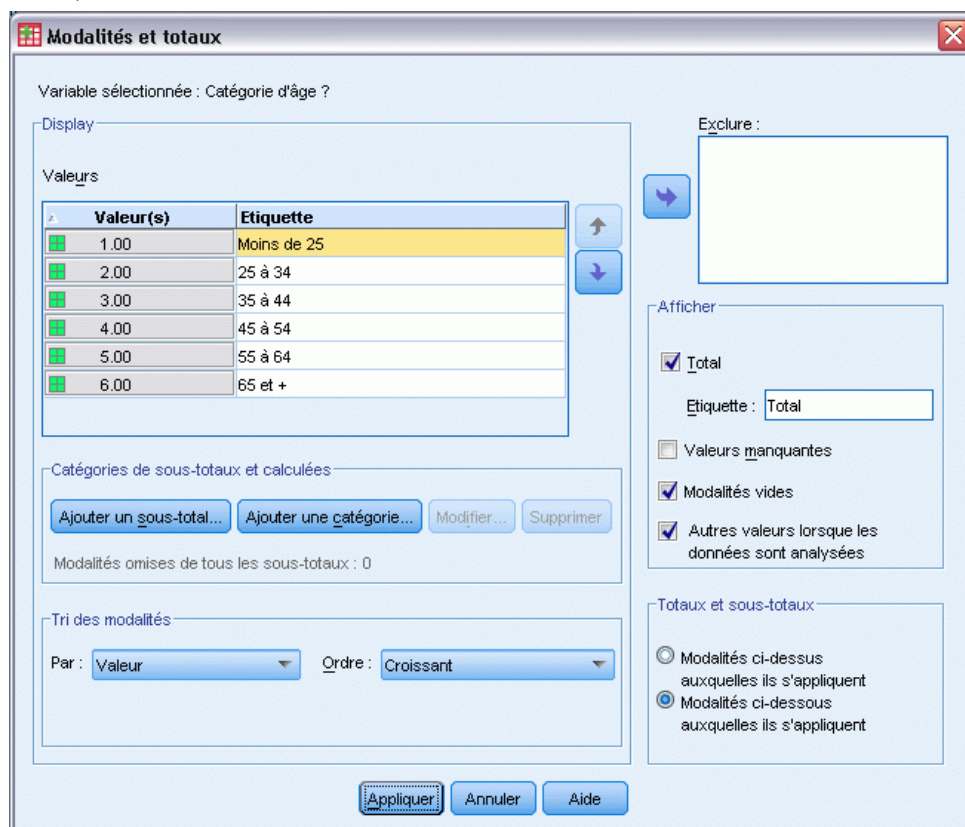 Modalités et totaux
Variable sélectionnée : Catégorie d'âge ?
Display
Valeurs
Valeur(s) Etiquette
1.00 Moins de 25
2.00 25 à 34
3.00 35 à 44
4.00 45 à 54
5.00 55 à 64
6.00 65 et +
Catégories de sous-totaux et calculées
Ajouter un sous-total... Ajouter une catégorie... Modifier... Supprimer
Modalités omises de tous les sous-totaux : 0
Tri des modalités
Par : Valeur Ordre : Croissant
Exclure :
Afficher
Total
Etiquette : Total
Valeurs manquantes
Modalités vides
Autres valeurs lorsque les
données sont analysées
Totaux et sous-totaux
Modalités ci-dessus
auxquelles ils s'appliquent
Modalités ci-dessous
auxquelles ils s'appliquent
Appliquer Annuler Aide